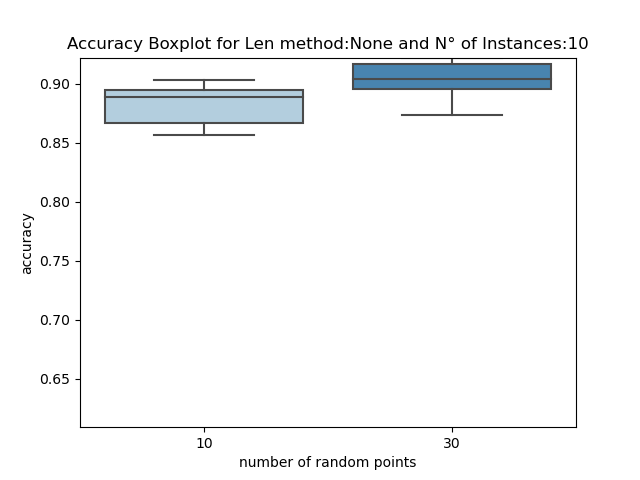 Accuracy Boxplot for Len method:None and N° of Instances:10
0.90
0.85
0.80
0.75
0.70
0.65
accuracy
10
30
number of random points